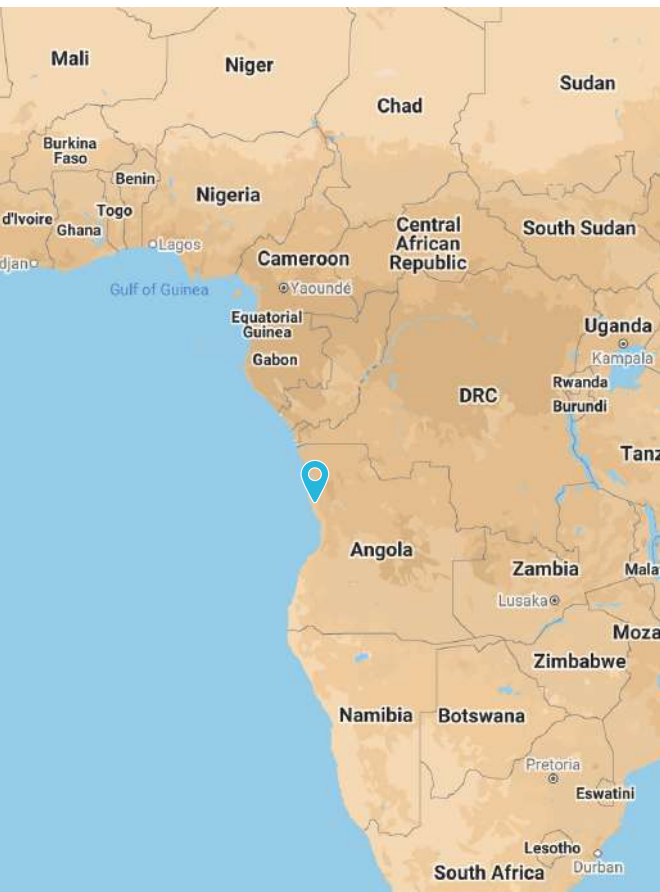 Mali
Niger
Chad
Sudan
Burkina
Faso
Benin
Nigeria
d'Ivoire
Togo
Ghana
Lagos
djan
Central
African
Republic
South Sudan
Cameroon
Yaoundé
Gulf of Guinea
Equatorial
Guinea
Gabon
Uganda
Kampala
Rwanda
Burundi
DRC
Tanz
Angola
Zambia
Mala
Lusaka
Moza
Zimbabwe
Namibia
Botswana
Pretoria
Eswatini
Lesotho
Durban
South Africa